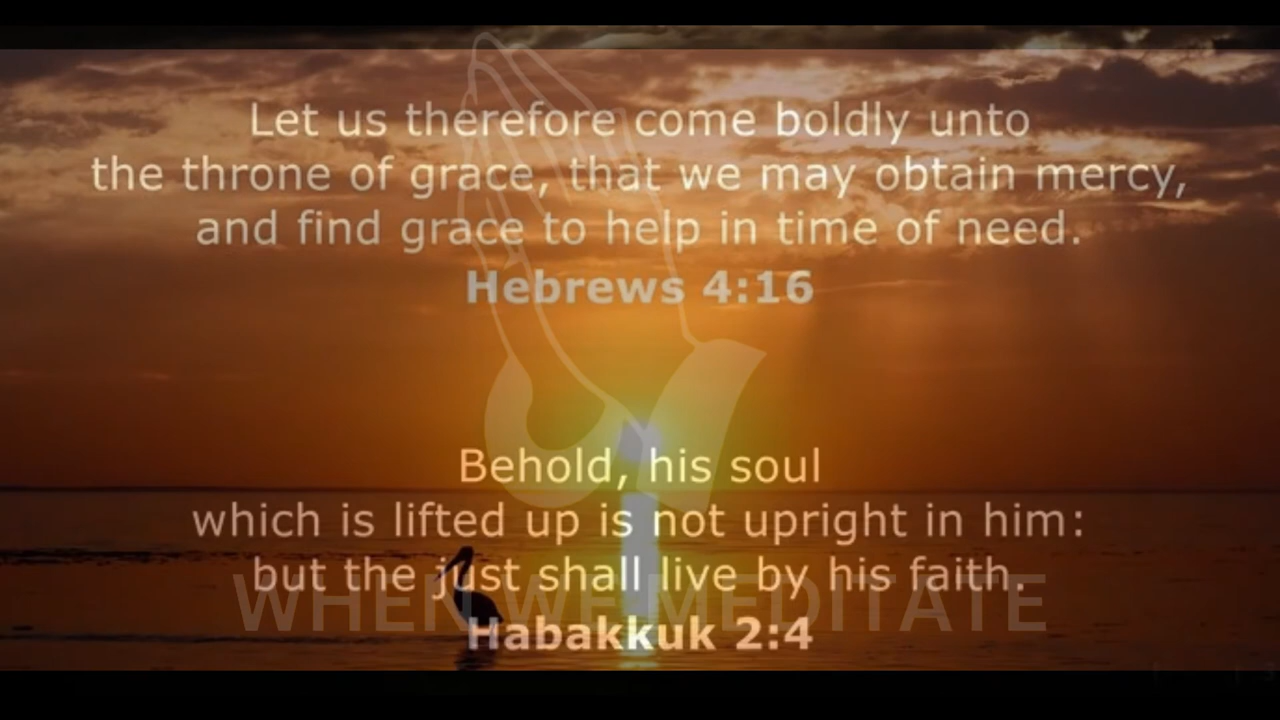 Let us therefore come boldly unto
the throne of grace, that we may obtain mercy,
and find grace to help in time of need.
Hebrews 4:16
Behold, his soul
which is lifted up is not upright in him:
but the just shall live by his faith.
WHEN WE MEDITATE
Habakkuk 2:4